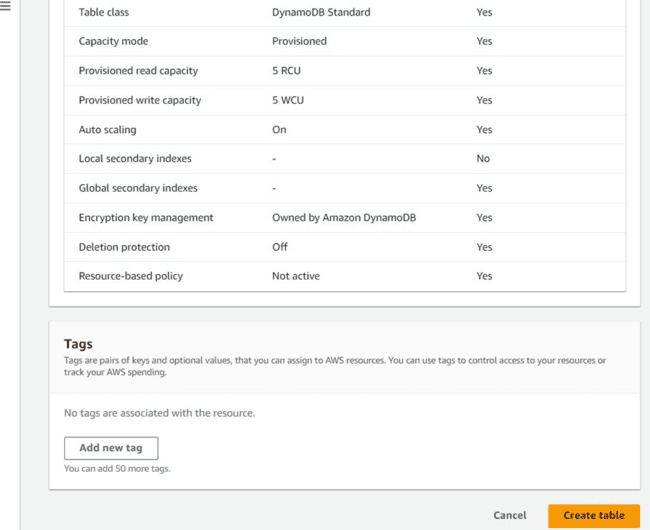 Table class DynamoDB Standard Yes
Capacity mode Provisioned Yes
Provisioned read capacity 5 RCU Yes
Provisioned write capacity 5 WCU Yes
Auto scaling On Yes
Local secondary indexes - No
Global secondary indexes - Yes
Encryption key management Owned by Amazon DynamoDB Yes
Deletion protection Off Yes
Resource-based policy Not active Yes
Tags
Tags are pairs of keys and optional values, that you can assign to AWS resources. You can use tags to control access to your resources or
track your AWS spending.
No tags are associated with the resource.
Add new tag
You can add 50 more tags.
Cancel Create table